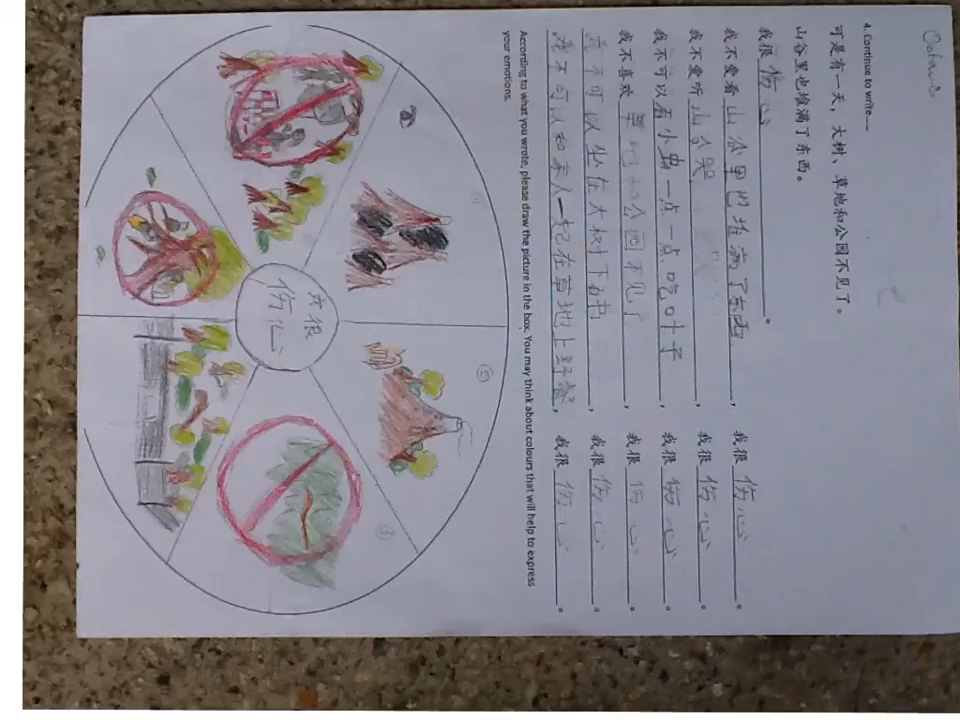 4. Continue to write—
可是有一天，大树、草地和公园不见了。
山谷里也堆满了东西。
我很伤心。
我不爱看山谷里也堆满了东西，我很伤心。
我不爱听山谷哭，我很伤心。
我不可以看小虫一点一点吃叶子，我很伤心。
我不喜欢草地和公园不见了，我很伤心。
我不可以坐在大树下看书，我很伤心。
我不可以和家人一起在草地上野餐，我很伤心。
According to what you wrote, please draw the picture in the box. You may think about colours that will help to express
your emotions.
我很
伤心